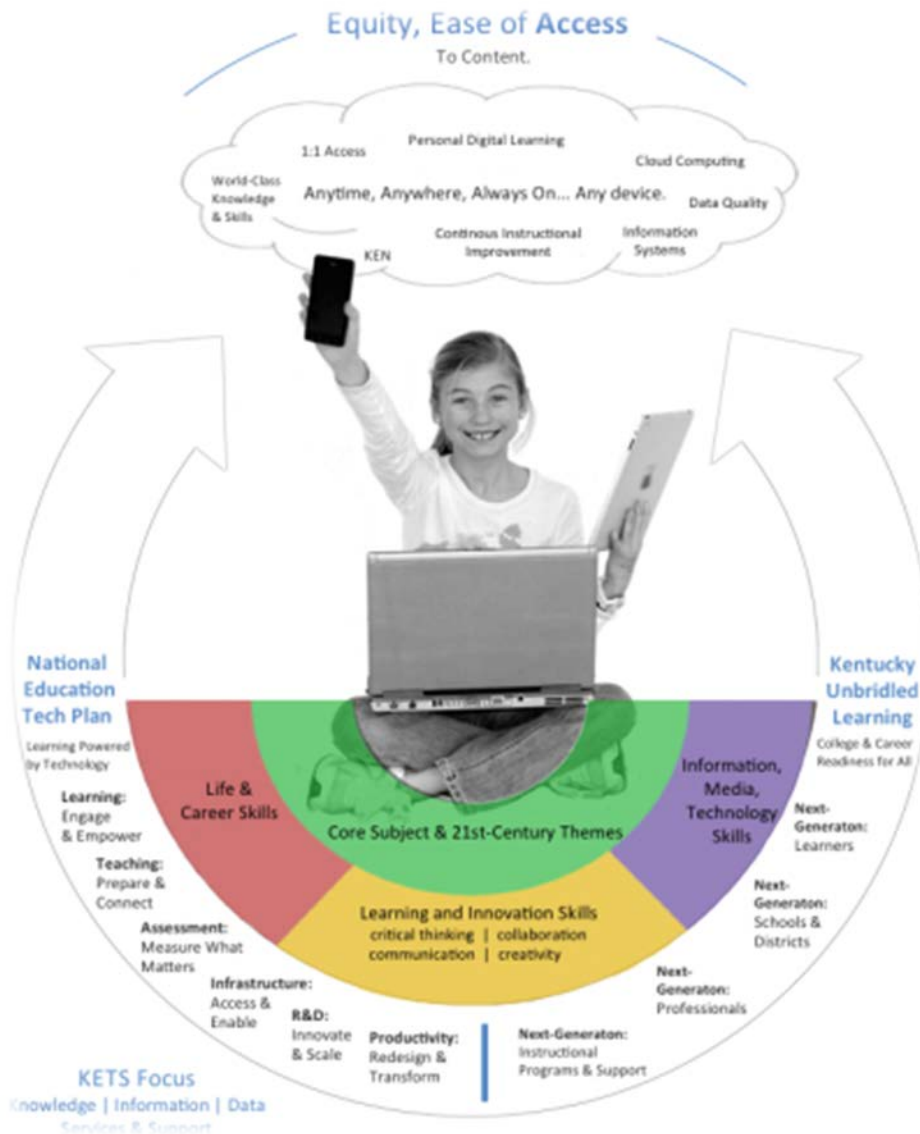 Equity, Ease of Access
To Content.
1:1 Access
Personal Digital Learning
Cloud Computing
World-Class
Knowledge
& Skills
Anytime, Anywhere, Always On... Any device.
Data Quality
KEN
Continous Instructional
Improvement
Information
Systems
National
Education
Tech Plan
Learning Powered
by Technology
Learning:
Engage
& Empower
Teaching:
Prepare &
Connect
Assessment:
Measure What
Matters
Infrastructure:
Access &
Enable
R&D:
Innovate
& Scale
Productivity:
Redesign &
Transform
Life &
Career Skills
Core Subject & 21st-Century Themes
Information,
Media,
Technology
Skills
Learning and Innovation Skills
critical thinking | collaboration
communication | creativity
Kentucky
Unbridled
Learning
College & Career
Readiness for All
Next-
Generaton:
Learners
Next-
Generaton:
Schools &
Districts
Next-
Generaton:
Professionals
Next-Generaton:
Instructional
Programs & Support
KETS Focus
Knowledge | Information | Data
Services & Support